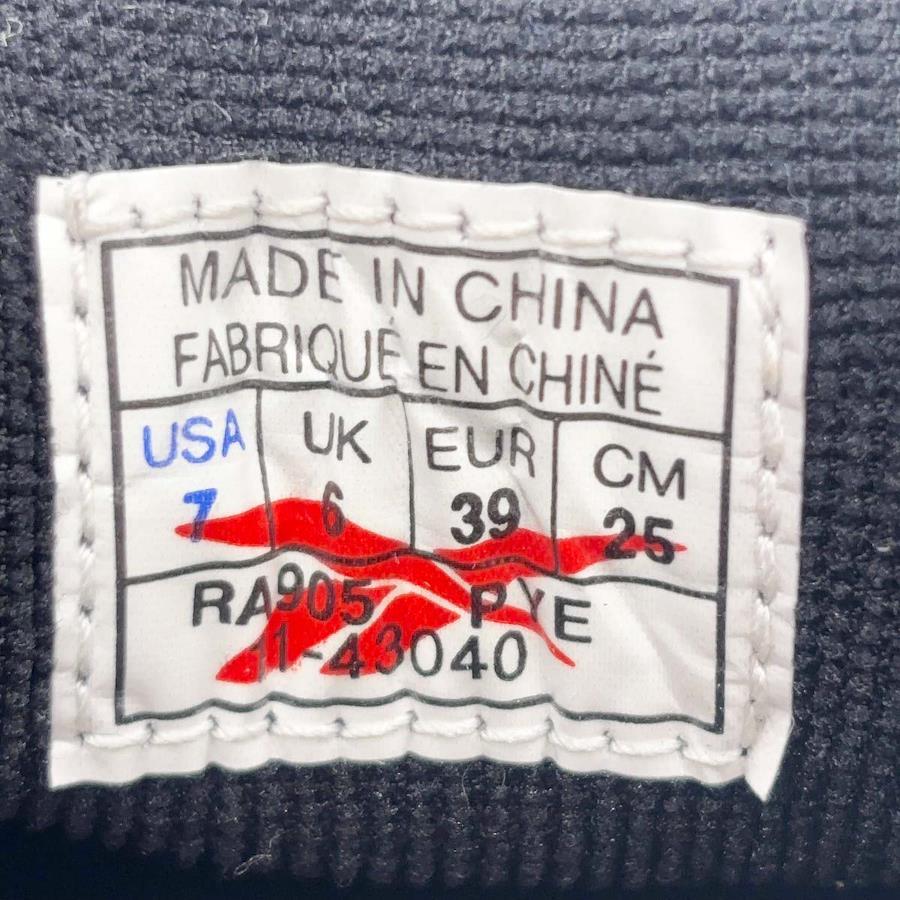 MADE IN CHINA
FABRIQUÉ EN CHINÉ
USA UK EUR CM
7 6 39 25
RA905 PYE
11-43040